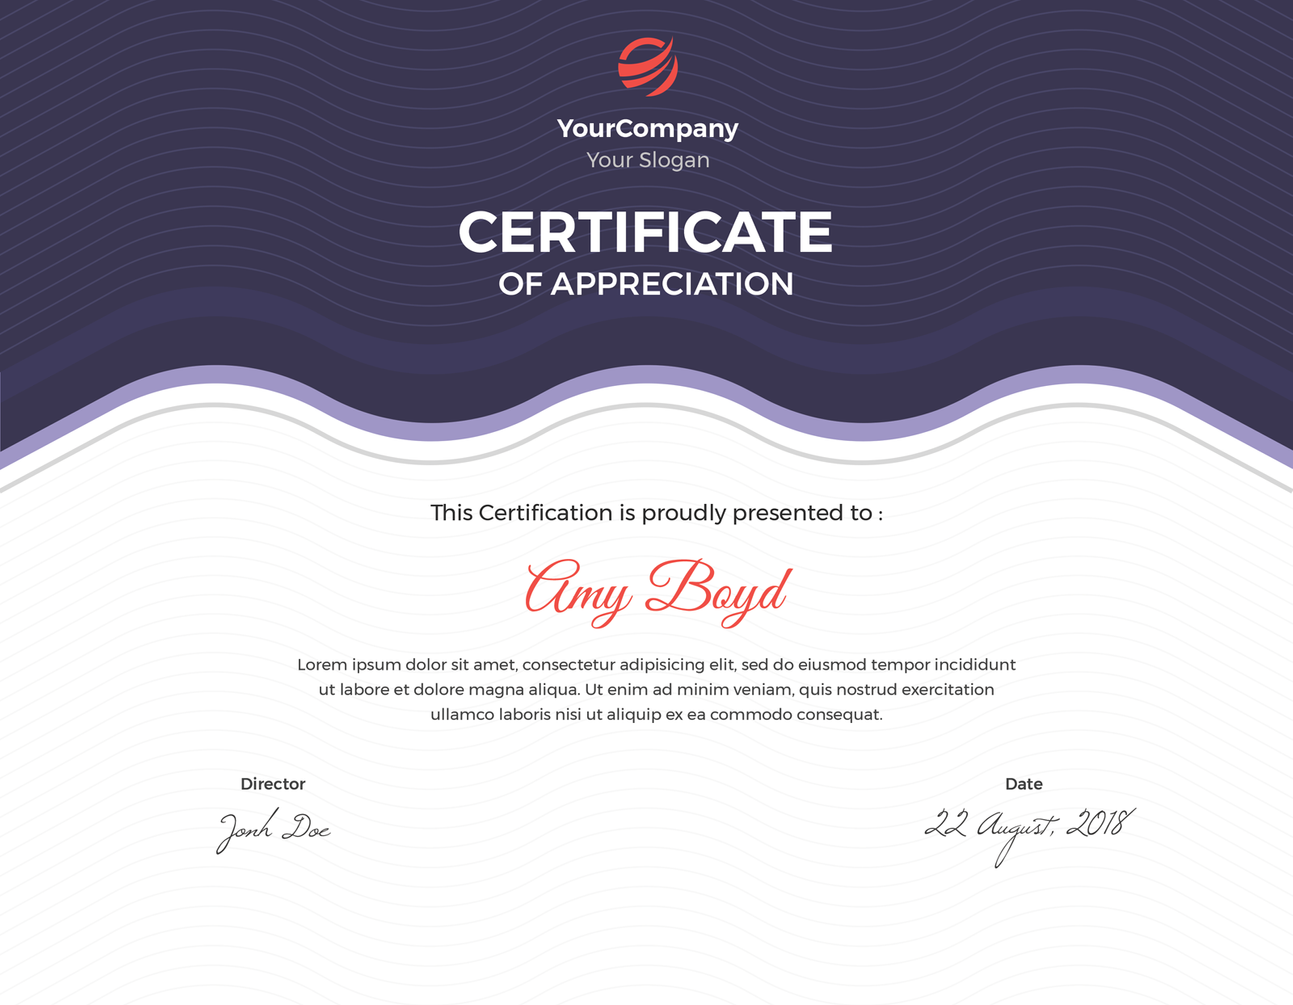 YourCompany
Your Slogan
CERTIFICATE
OF APPRECIATION
This Certification is proudly presented to :
Amy Boyd
Lorem ipsum dolor sit amet, consectetur adipisicing elit, sed do eiusmod tempor incididunt
ut labore et dolore magna aliqua. Ut enim ad minim veniam, quis nostrud exercitation
ullamco laboris nisi ut aliquip ex ea commodo consequat.
Director
Jonh Doe
Date
22 August, 2018